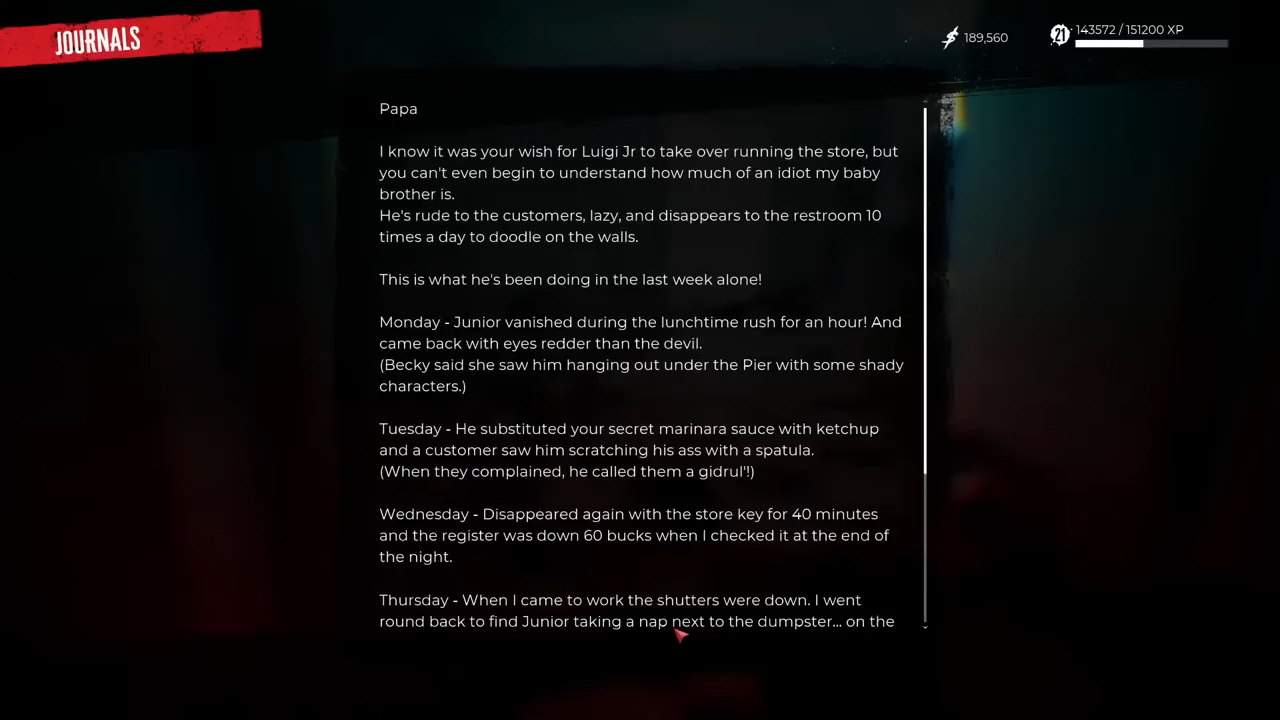 JOURNALS
189,560
21
143572 / 151200 XP
Papa
I know it was your wish for Luigi Jr to take over running the store, but
you can't even begin to understand how much of an idiot my baby
brother is.
He's rude to the customers, lazy, and disappears to the restroom 10
times a day to doodle on the walls.
This is what he's been doing in the last week alone!
Monday - Junior vanished during the lunchtime rush for an hour! And
came back with eyes redder than the devil.
(Becky said she saw him hanging out under the Pier with some shady
characters.)
Tuesday - He substituted your secret marinara sauce with ketchup
and a customer saw him scratching his ass with a spatula.
(When they complained, he called them a gidrul'!)
Wednesday - Disappeared again with the store key for 40 minutes
and the register was down 60 bucks when I checked it at the end of
the night.
Thursday - When I came to work the shutters were down. I went
round back to find Junior taking a nap next to the dumpster... on the